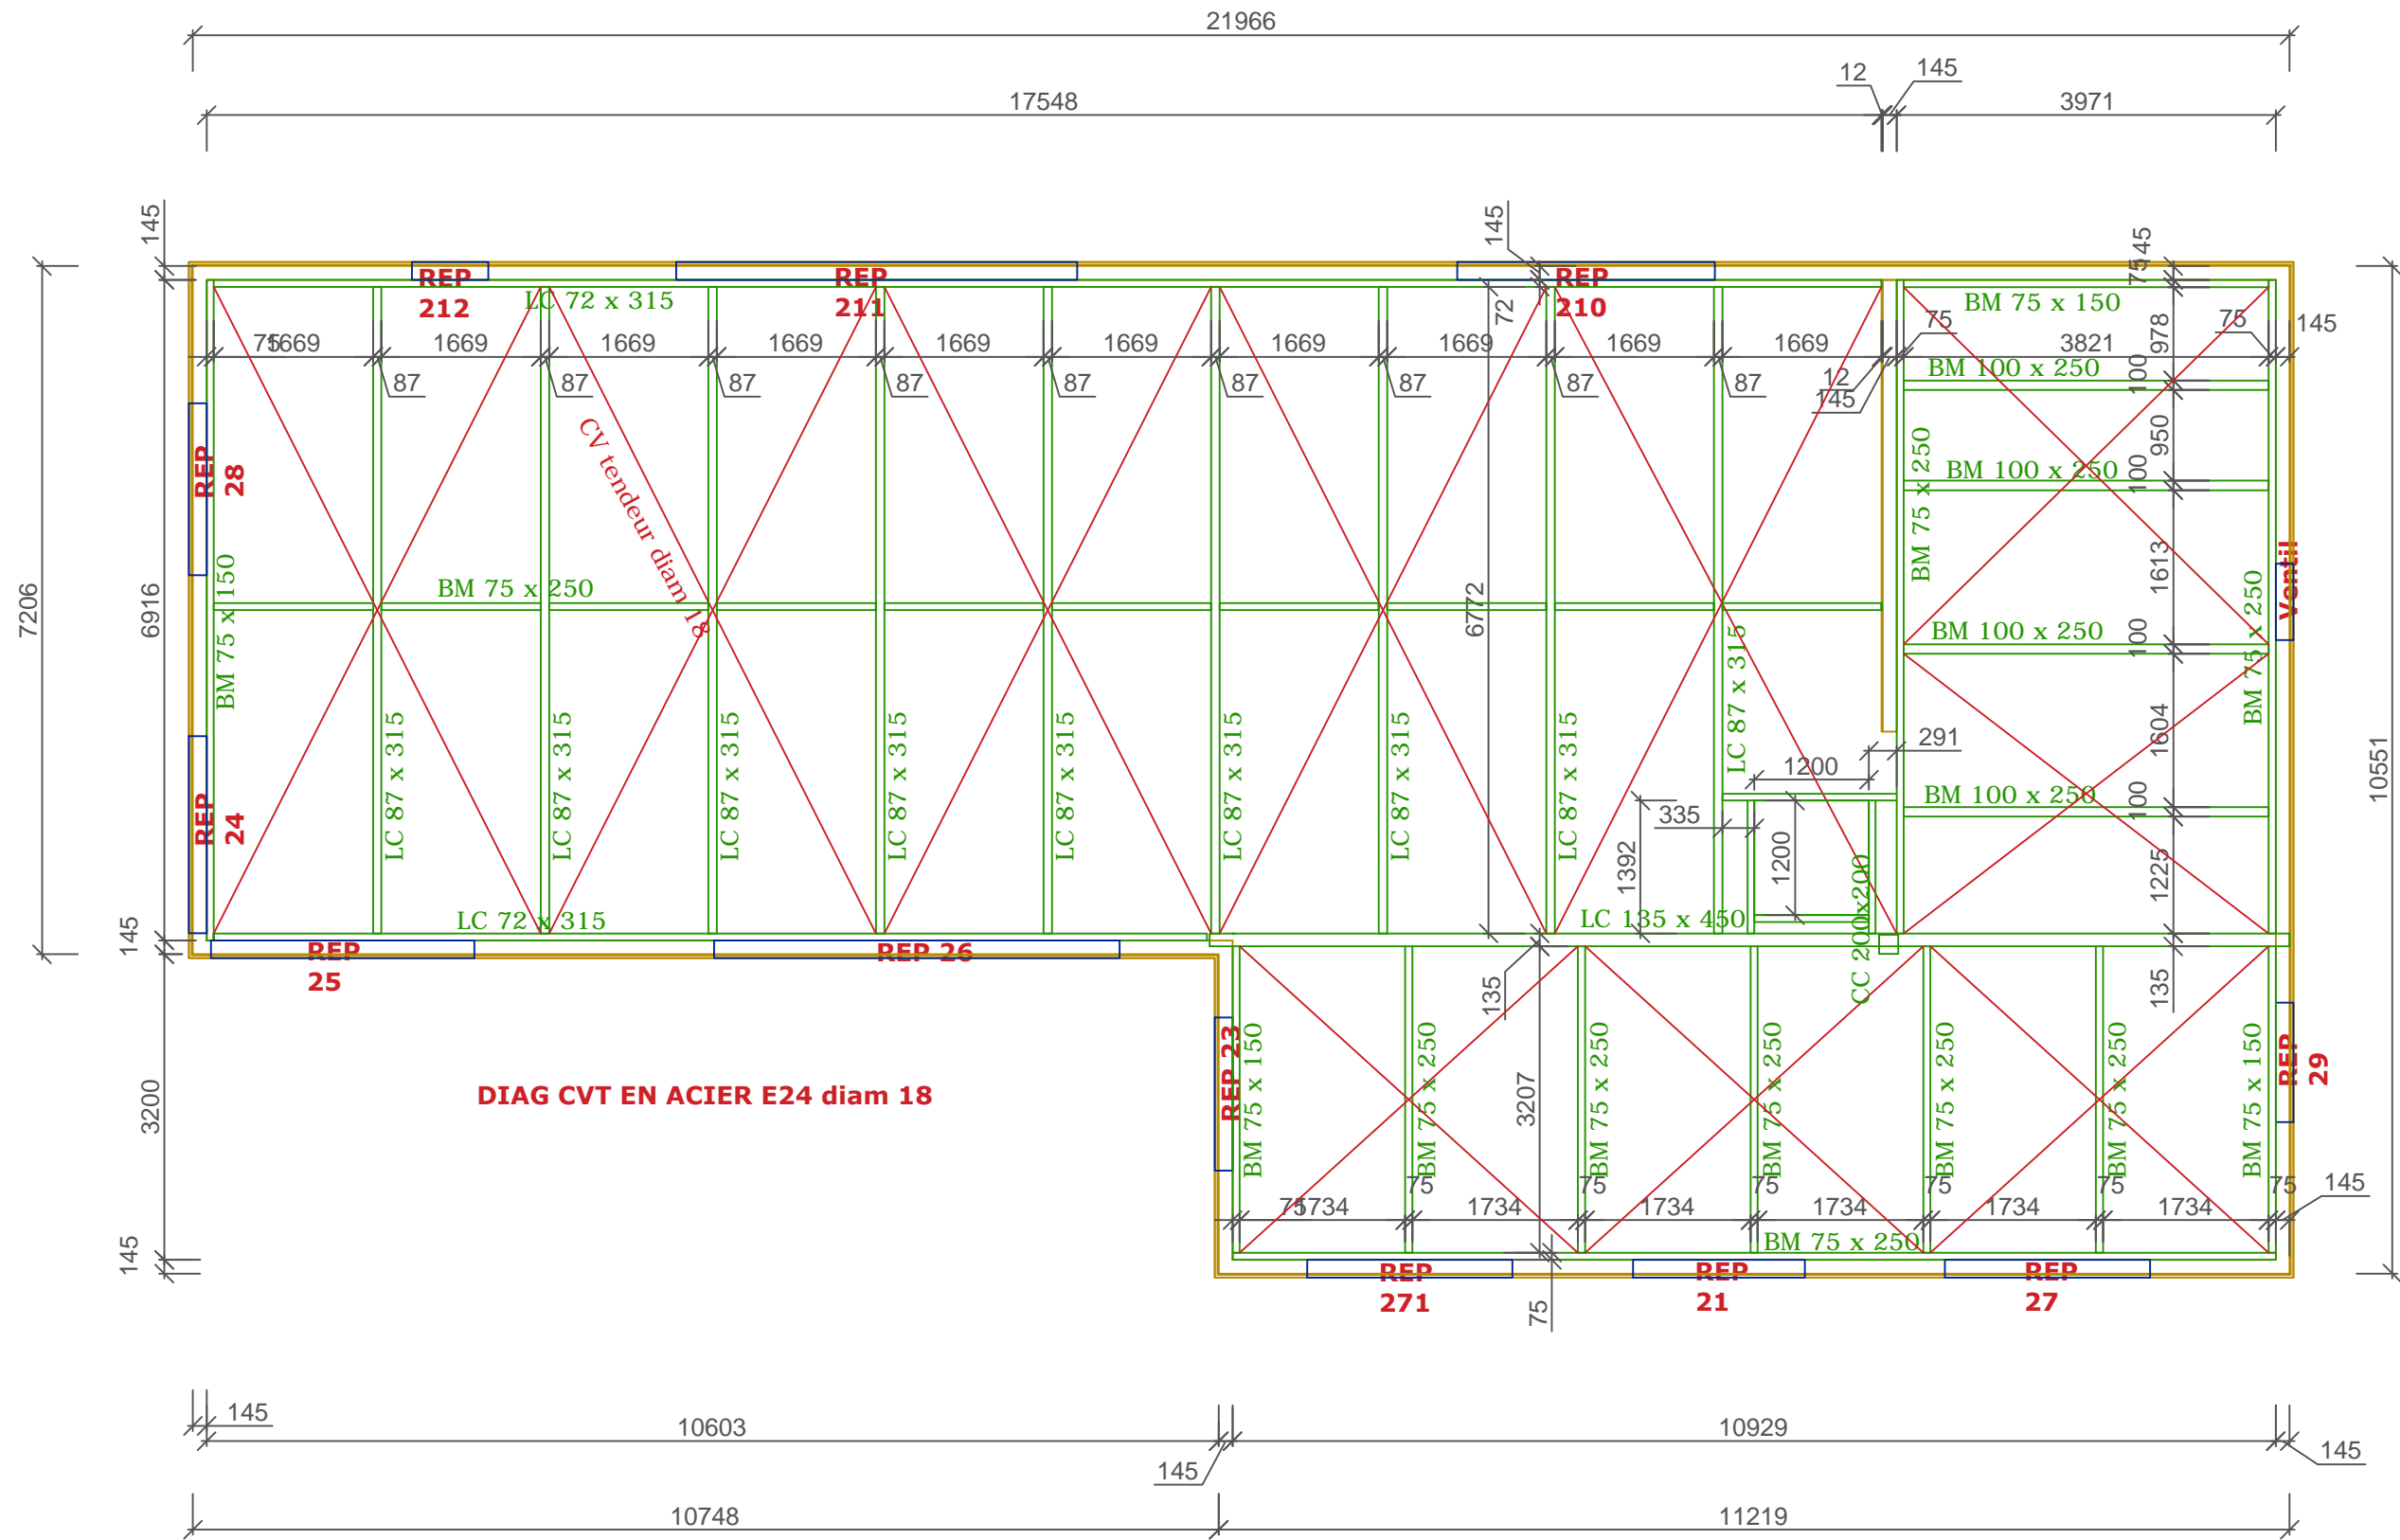 21966
12
145
17548
3971
145
145
145
75
REP
212
LC 72 x 315
REP
211
REP
210
72
BM 75 x 150
75
1669
1669
1669
1669
1669
1669
1669
1669
1669
1669
75
3821
75
145
978
87
87
87
87
87
87
87
87
87
12
145
BM 100 x 250
100
CV tendeur diam 18
REP
28
BM 75 x 250
950
BM 100 x 250
100
7206
6916
BM 75 x 150
BM 75 x 250
6772
1613
Ventil
BM 75 x 250
BM 100 x 250
100
LC 87 x 315
LC 87 x 315
LC 87 x 315
LC 87 x 315
LC 87 x 315
LC 87 x 315
LC 87 x 315
LC 87 x 315
LC 87 x 315
291
1604
10551
1200
REP
24
335
1392
1200
BM 100 x 250
100
1225
145
LC 72 x 315
LC 135 x 450
CC 200x200
REP
25
REP 26
135
135
REP 23
BM 75 x 150
BM 75 x 250
BM 75 x 250
BM 75 x 250
BM 75 x 250
BM 75 x 250
BM 75 x 150
REP
29
DIAG CVT EN ACIER E24 diam 18
3200
3207
75
75
75
75
75
75
145
75
1734
1734
1734
1734
1734
1734
145
BM 75 x 250
REP
271
REP
21
REP
27
75
145
10603
10929
145
145
10748
11219